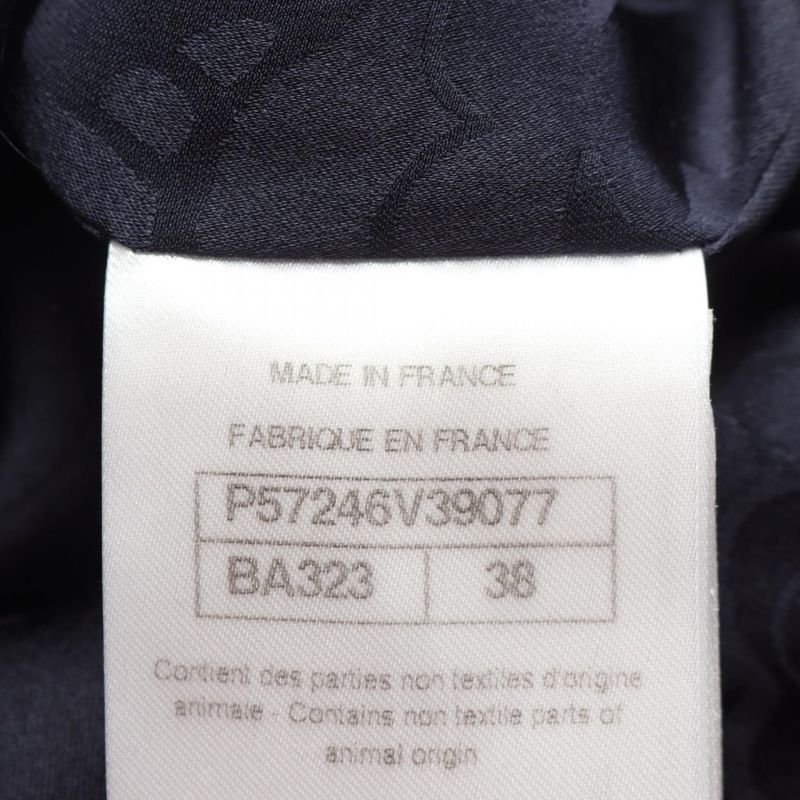 MADE IN FRANCE
FABRIQUE EN FRANCE
P57246V39077
BA323 38
Contient des parties non textiles d'origine
animale - Contains non textile parts of
animal origin